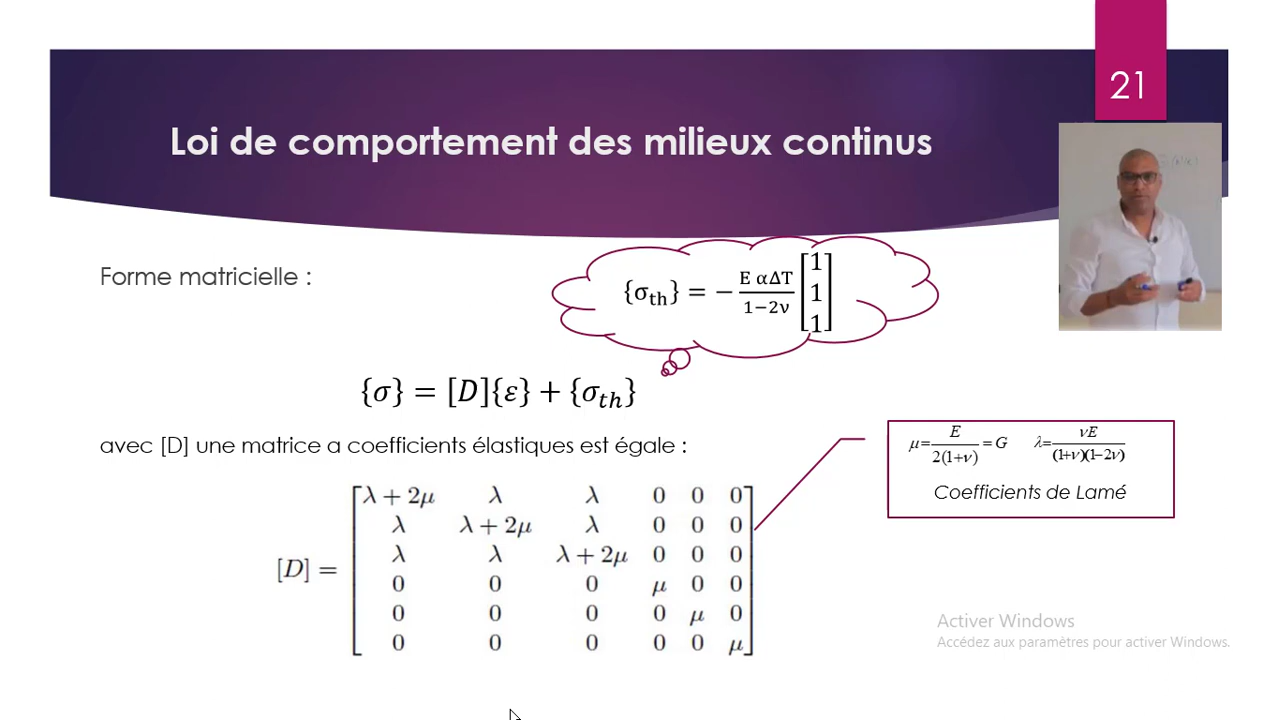 21
Loi de comportement des milieux continus
Forme matricielle :
{σth} = − E αΔT / 1−2ν [1 1 1]
{σ} = [D]{ε} + {σth}
avec [D] une matrice a coefficients élastiques est égale :
μ= E / 2(1+ν) = G λ= νE / (1+ν)(1−2ν)
Coefficients de Lamé
[D] =
λ + 2μ λ λ 0 0 0
λ λ + 2μ λ 0 0 0
λ λ λ + 2μ 0 0 0
0 0 0 μ 0 0
0 0 0 0 μ 0
0 0 0 0 0 μ
Activer Windows
Accédez aux paramètres pour activer Windows.